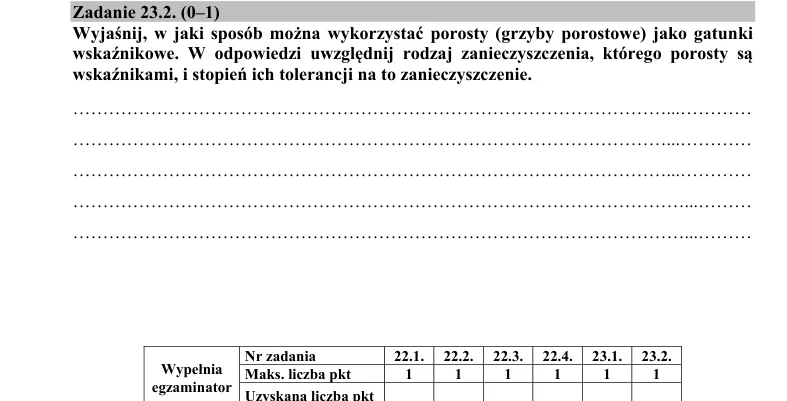 Zadanie 23.2. (0–1)
Wyjaśnij, w jaki sposób można wykorzystać porosty (grzyby porostowe) jako gatunki
wskaźnikowe. W odpowiedzi uwzględnij rodzaj zanieczyszczenia, którego porosty są
wskaźnikami, i stopień ich tolerancji na to zanieczyszczenie.
Wypełnia egzaminator
Nr zadania 22.1. 22.2. 22.3. 22.4. 23.1. 23.2.
Maks. liczba pkt 1 1 1 1 1 1
Uzyskana liczba pkt